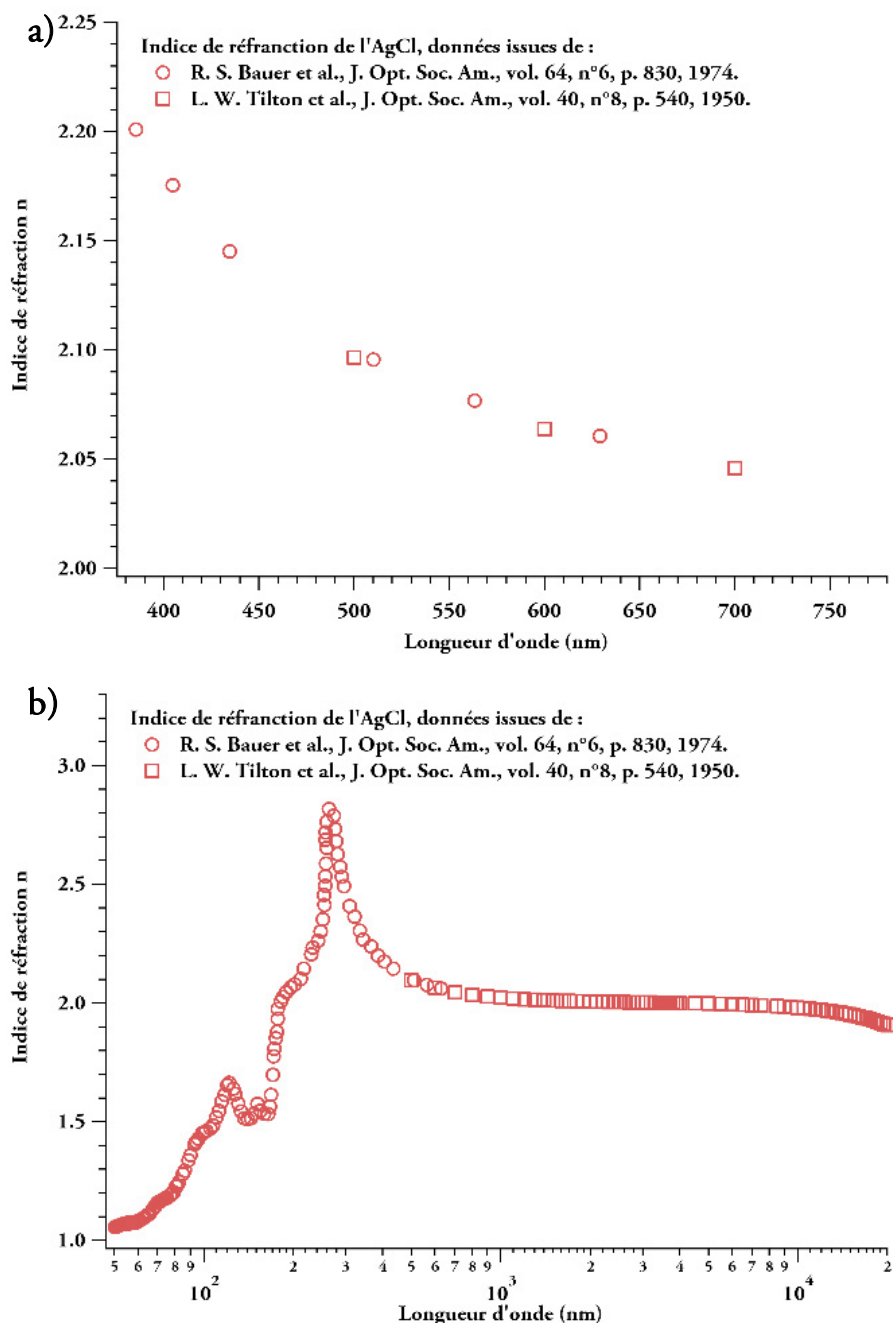 a)
2.25
2.20
2.15
2.10
2.05
2.00
Indice de réfraction n
Indice de réfranction de l'AgCl, données issues de :
R. S. Bauer et al., J. Opt. Soc. Am., vol. 64, n°6, p. 830, 1974.
L. W. Tilton et al., J. Opt. Soc. Am., vol. 40, n°8, p. 540, 1950.
400 450 500 550 600 650 700 750
Longueur d'onde (nm)
b)
3.0
2.5
2.0
1.5
1.0
Indice de réfraction n
Indice de réfranction de l'AgCl, données issues de :
R. S. Bauer et al., J. Opt. Soc. Am., vol. 64, n°6, p. 830, 1974.
L. W. Tilton et al., J. Opt. Soc. Am., vol. 40, n°8, p. 540, 1950.
5 6 7 8 9 2 3 4 5 6 7 8 9 2 3 4 5 6 7 8 9 2
10² 10³ 10⁴
Longueur d'onde (nm)